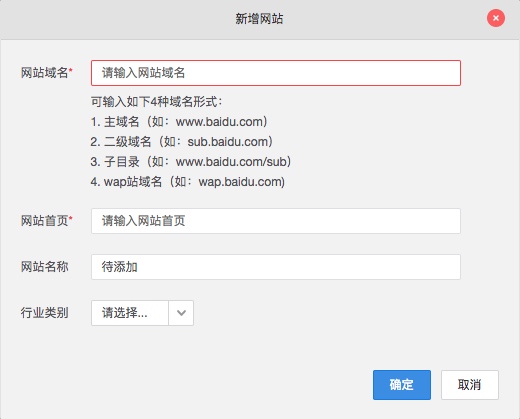 新增网站
网站域名* 请输入网站域名
可输入如下4种域名形式：
1. 主域名（如：www.baidu.com）
2. 二级域名（如：sub.baidu.com）
3. 子目录（如：www.baidu.com/sub）
4. wap站域名（如：wap.baidu.com)
网站首页* 请输入网站首页
网站名称 待添加
行业类别 请选择...
确定 取消